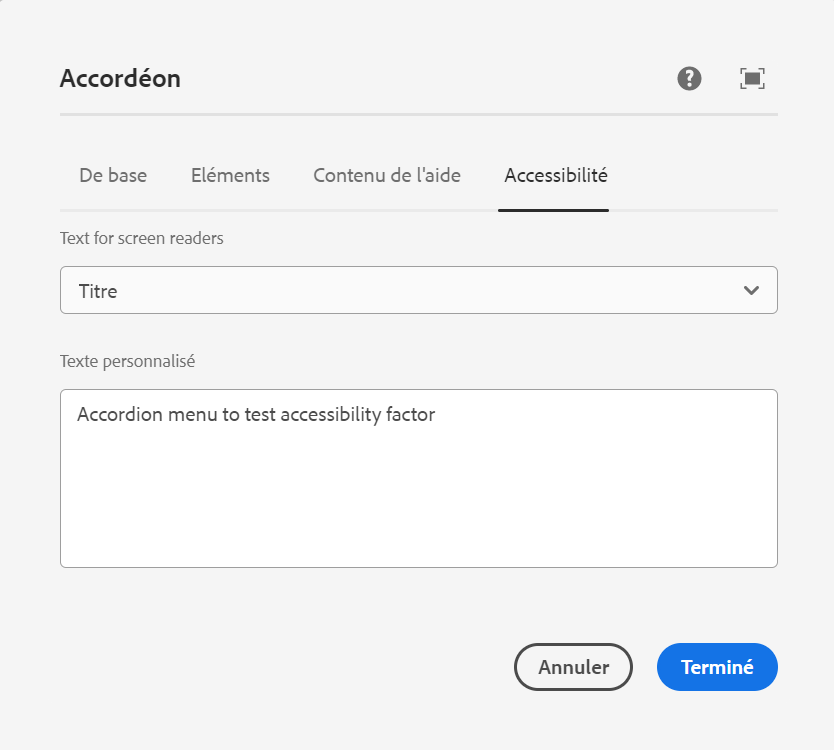 Accordéon
De base Eléments Contenu de l'aide Accessibilité
Text for screen readers
Titre
Texte personnalisé
Accordion menu to test accessibility factor
Annuler Terminé